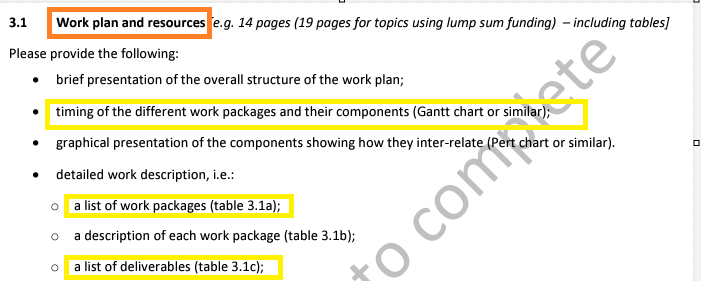 3.1 Work plan and resources [e.g. 14 pages (19 pages for topics using lump sum funding) – including tables]
Please provide the following:
• brief presentation of the overall structure of the work plan;
• timing of the different work packages and their components (Gantt chart or similar);
• graphical presentation of the components showing how they inter-relate (Pert chart or similar).
• detailed work description, i.e.:
o a list of work packages (table 3.1a);
o a description of each work package (table 3.1b);
o a list of deliverables (table 3.1c);
to complete